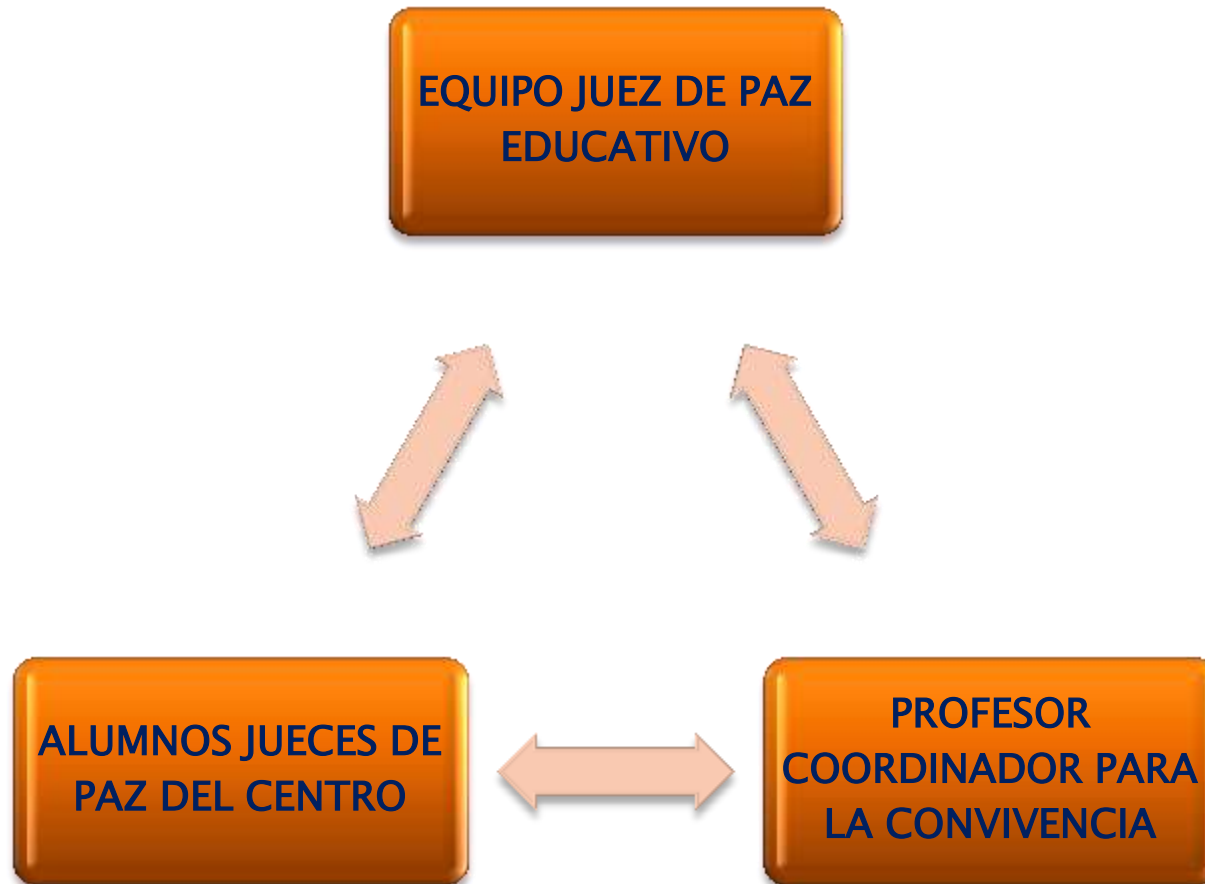 EQUIPO JUEZ DE PAZ
EDUCATIVO
ALUMNOS JUECES DE
PAZ DEL CENTRO
PROFESOR
COORDINADOR PARA
LA CONVIVENCIA